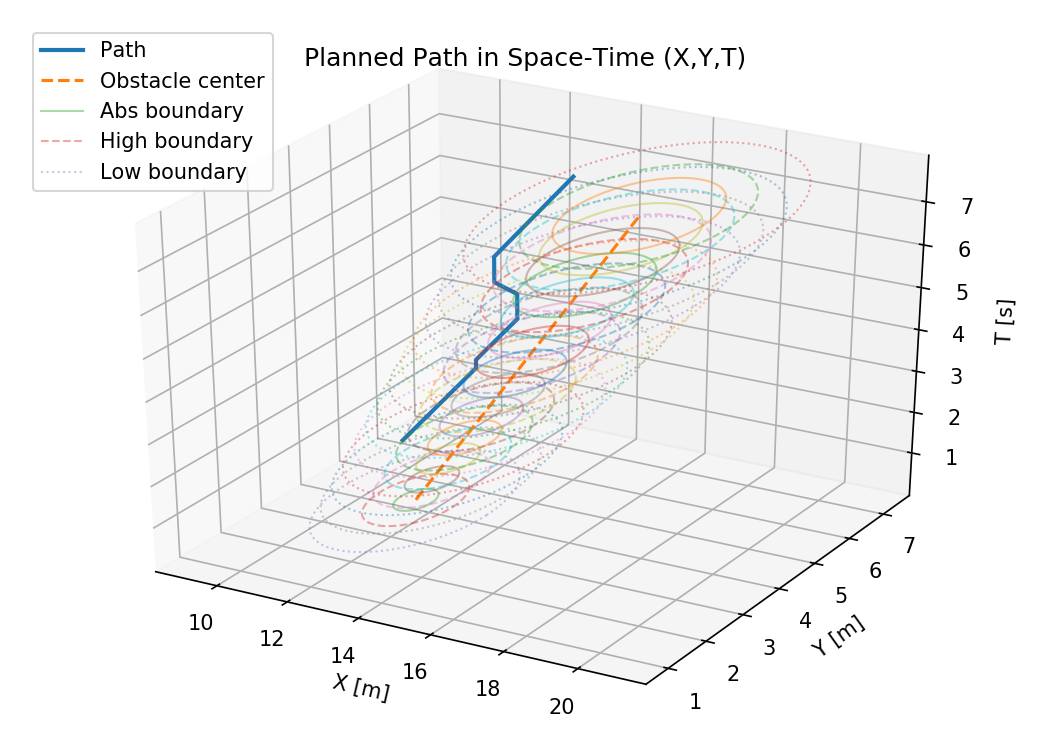 Planned Path in Space-Time (X,Y,T)
Path
Obstacle center
Abs boundary
High boundary
Low boundary
7
6
5
4
3
2
1
T [s]
7
6
5
4
3
2
1
Y [m]
10
12
14
16
18
20
X [m]